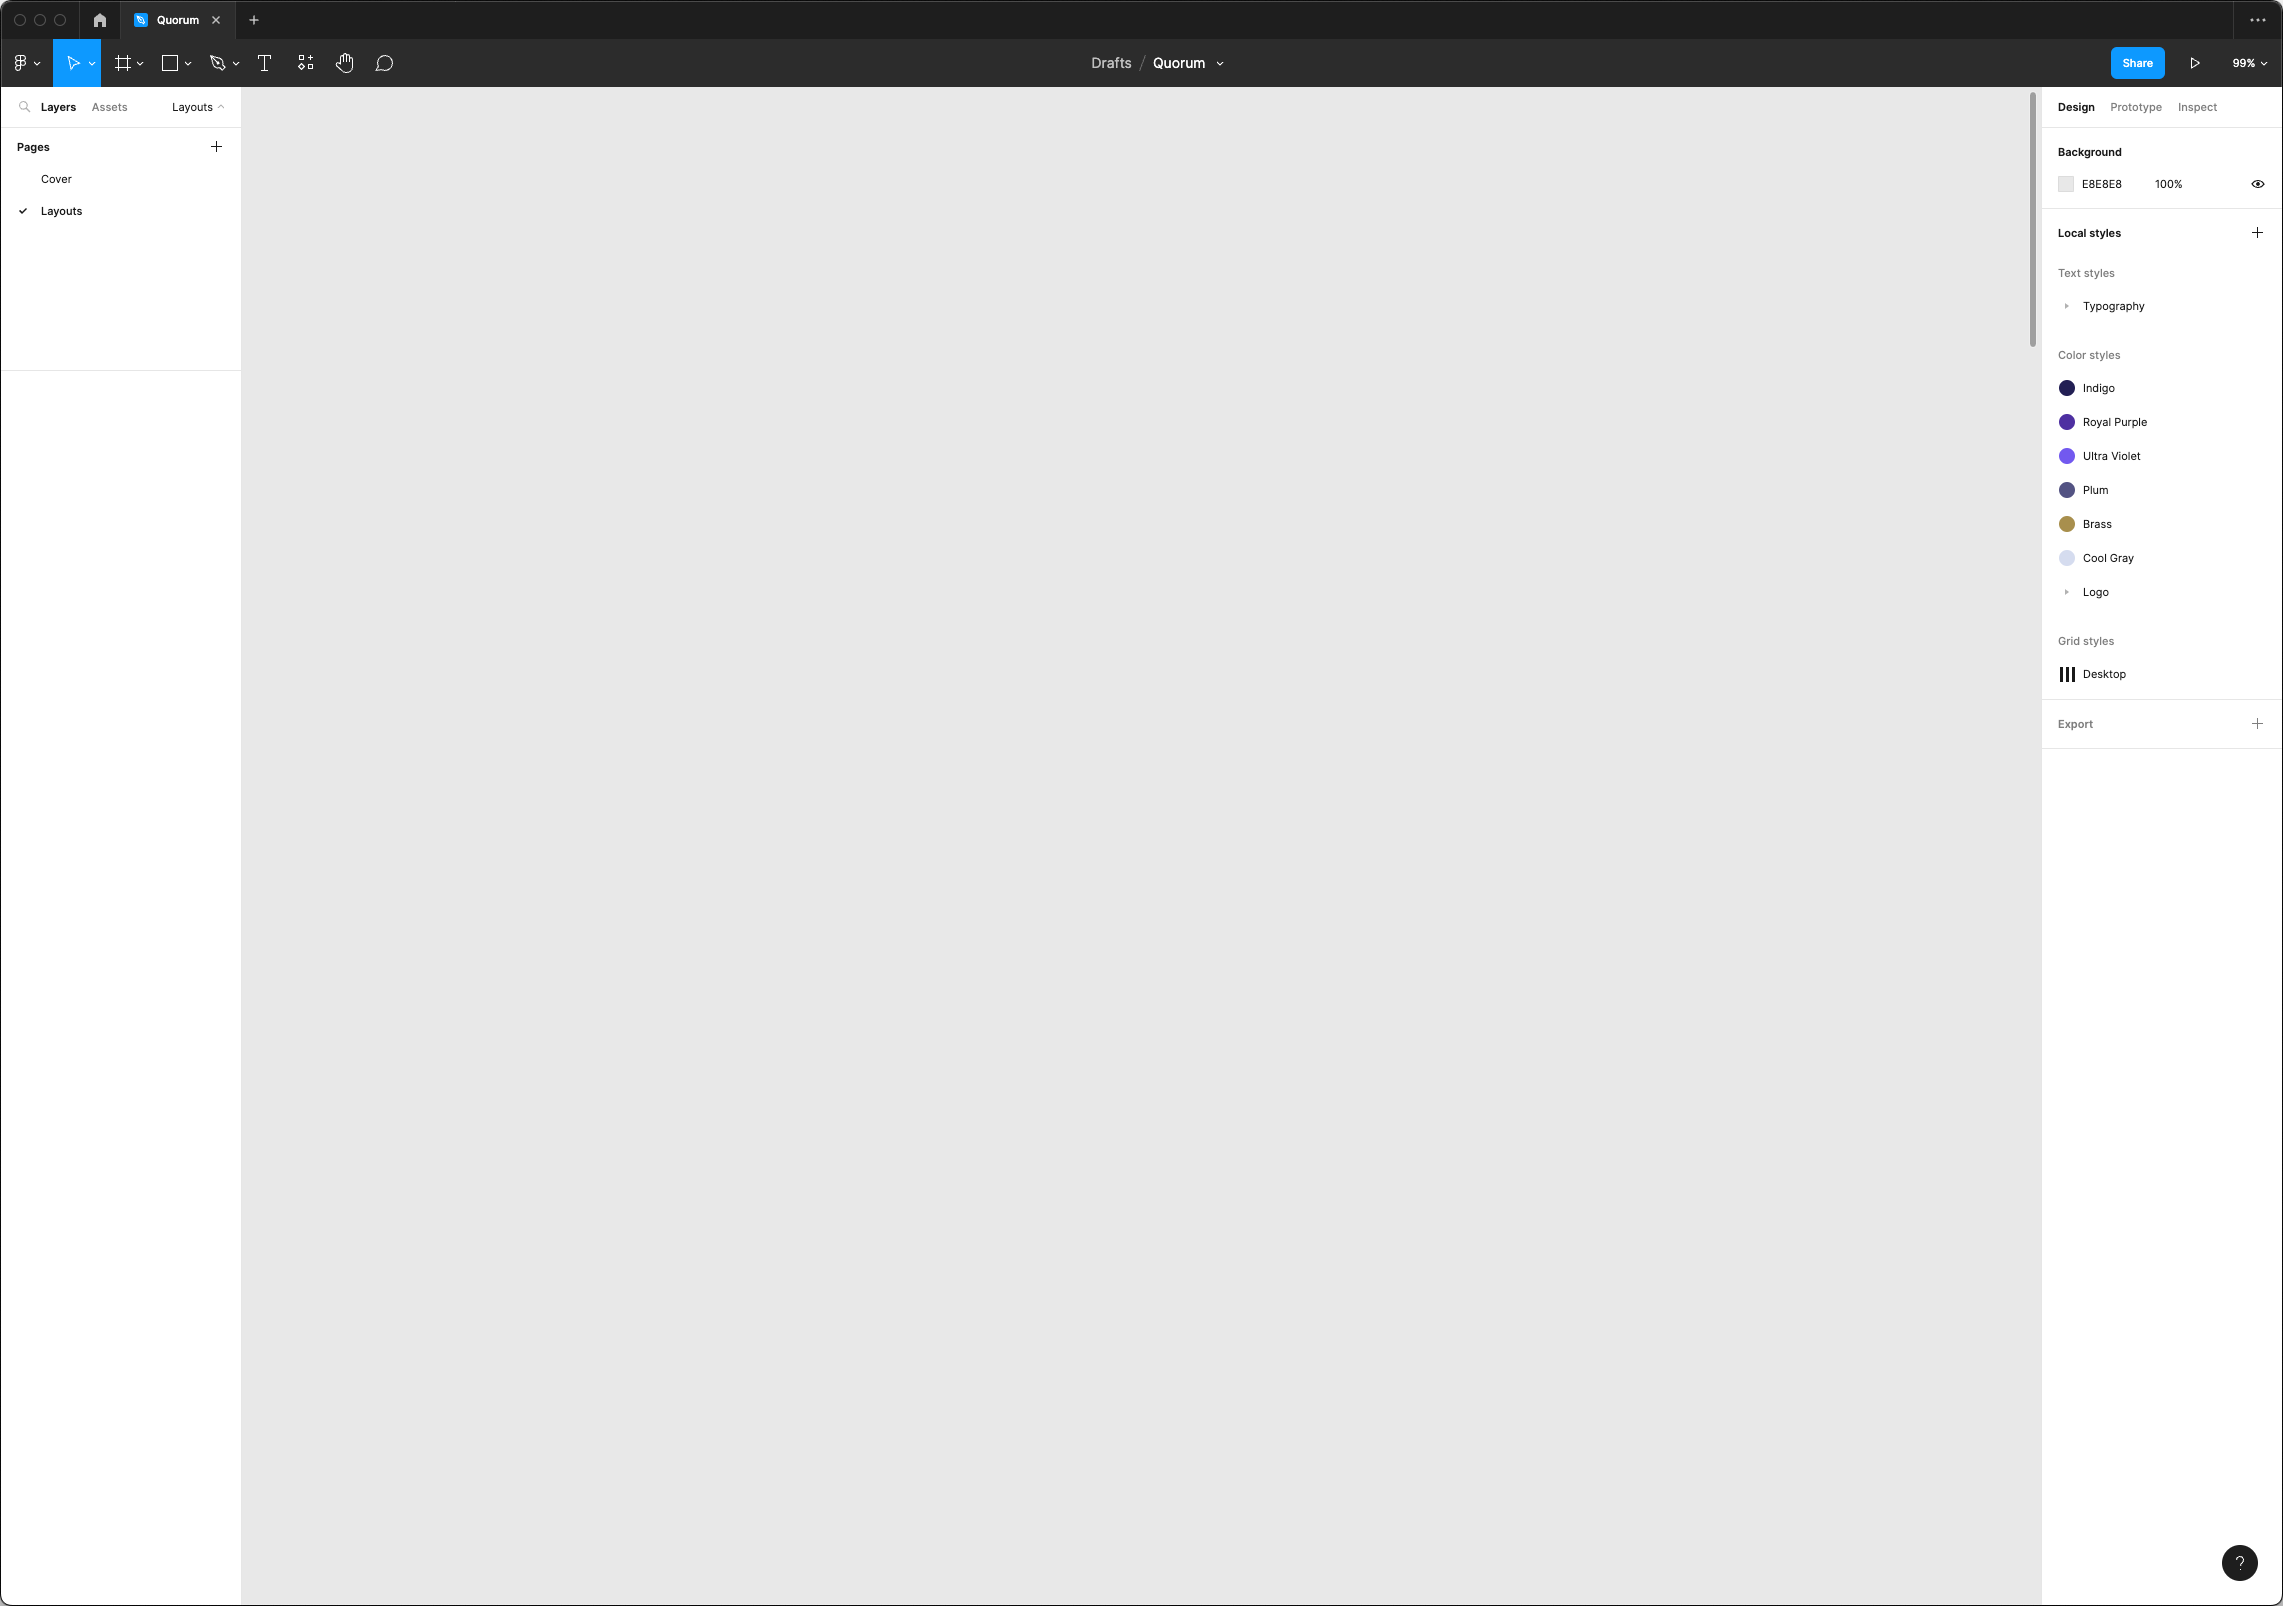 Quorum
Drafts / Quorum
Share
99%
Layers Assets Layouts
Pages
Cover
Layouts
Design Prototype Inspect
Background
E8E8E8 100%
Local styles
Text styles
Typography
Color styles
Indigo
Royal Purple
Ultra Violet
Plum
Brass
Cool Gray
Logo
Grid styles
Desktop
Export
?